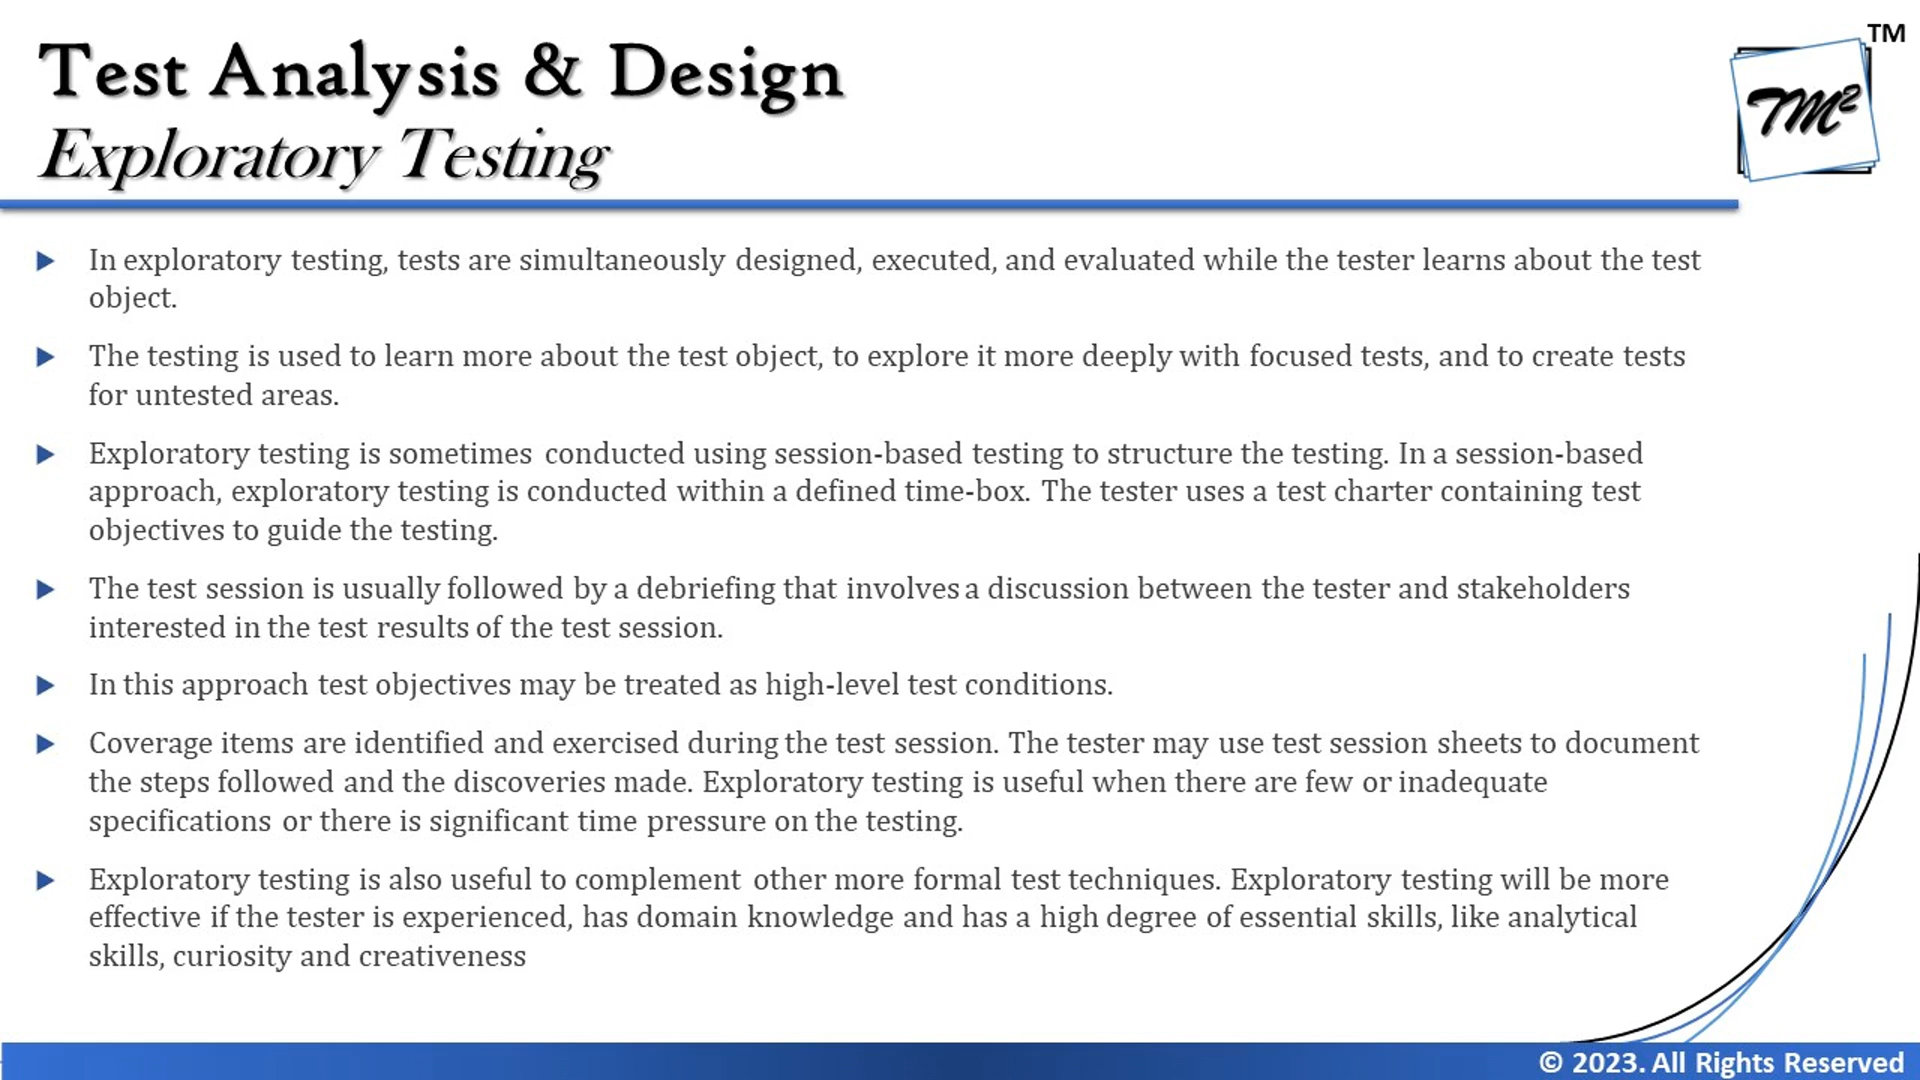 Test Analysis & Design
Exploratory Testing
TM
TM²
In exploratory testing, tests are simultaneously designed, executed, and evaluated while the tester learns about the test
object.
The testing is used to learn more about the test object, to explore it more deeply with focused tests, and to create tests
for untested areas.
Exploratory testing is sometimes conducted using session-based testing to structure the testing. In a session-based
approach, exploratory testing is conducted within a defined time-box. The tester uses a test charter containing test
objectives to guide the testing.
The test session is usually followed by a debriefing that involves a discussion between the tester and stakeholders
interested in the test results of the test session.
In this approach test objectives may be treated as high-level test conditions.
Coverage items are identified and exercised during the test session. The tester may use test session sheets to document
the steps followed and the discoveries made. Exploratory testing is useful when there are few or inadequate
specifications or there is significant time pressure on the testing.
Exploratory testing is also useful to complement other more formal test techniques. Exploratory testing will be more
effective if the tester is experienced, has domain knowledge and has a high degree of essential skills, like analytical
skills, curiosity and creativeness
© 2023. All Rights Reserved